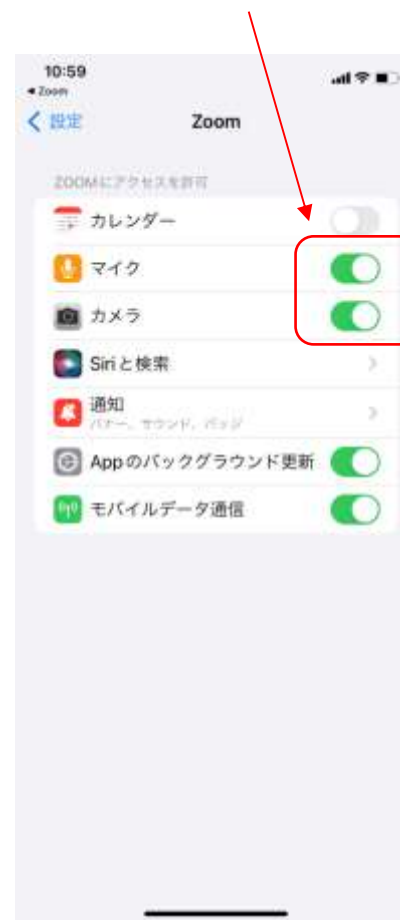 10:59
◀ Zoom
設定
Zoom
ZOOMにアクセスを許可
カレンダー
マイク
カメラ
Siriと検索
通知
バナー、サウンド、バッジ
Appのバックグラウンド更新
モバイルデータ通信